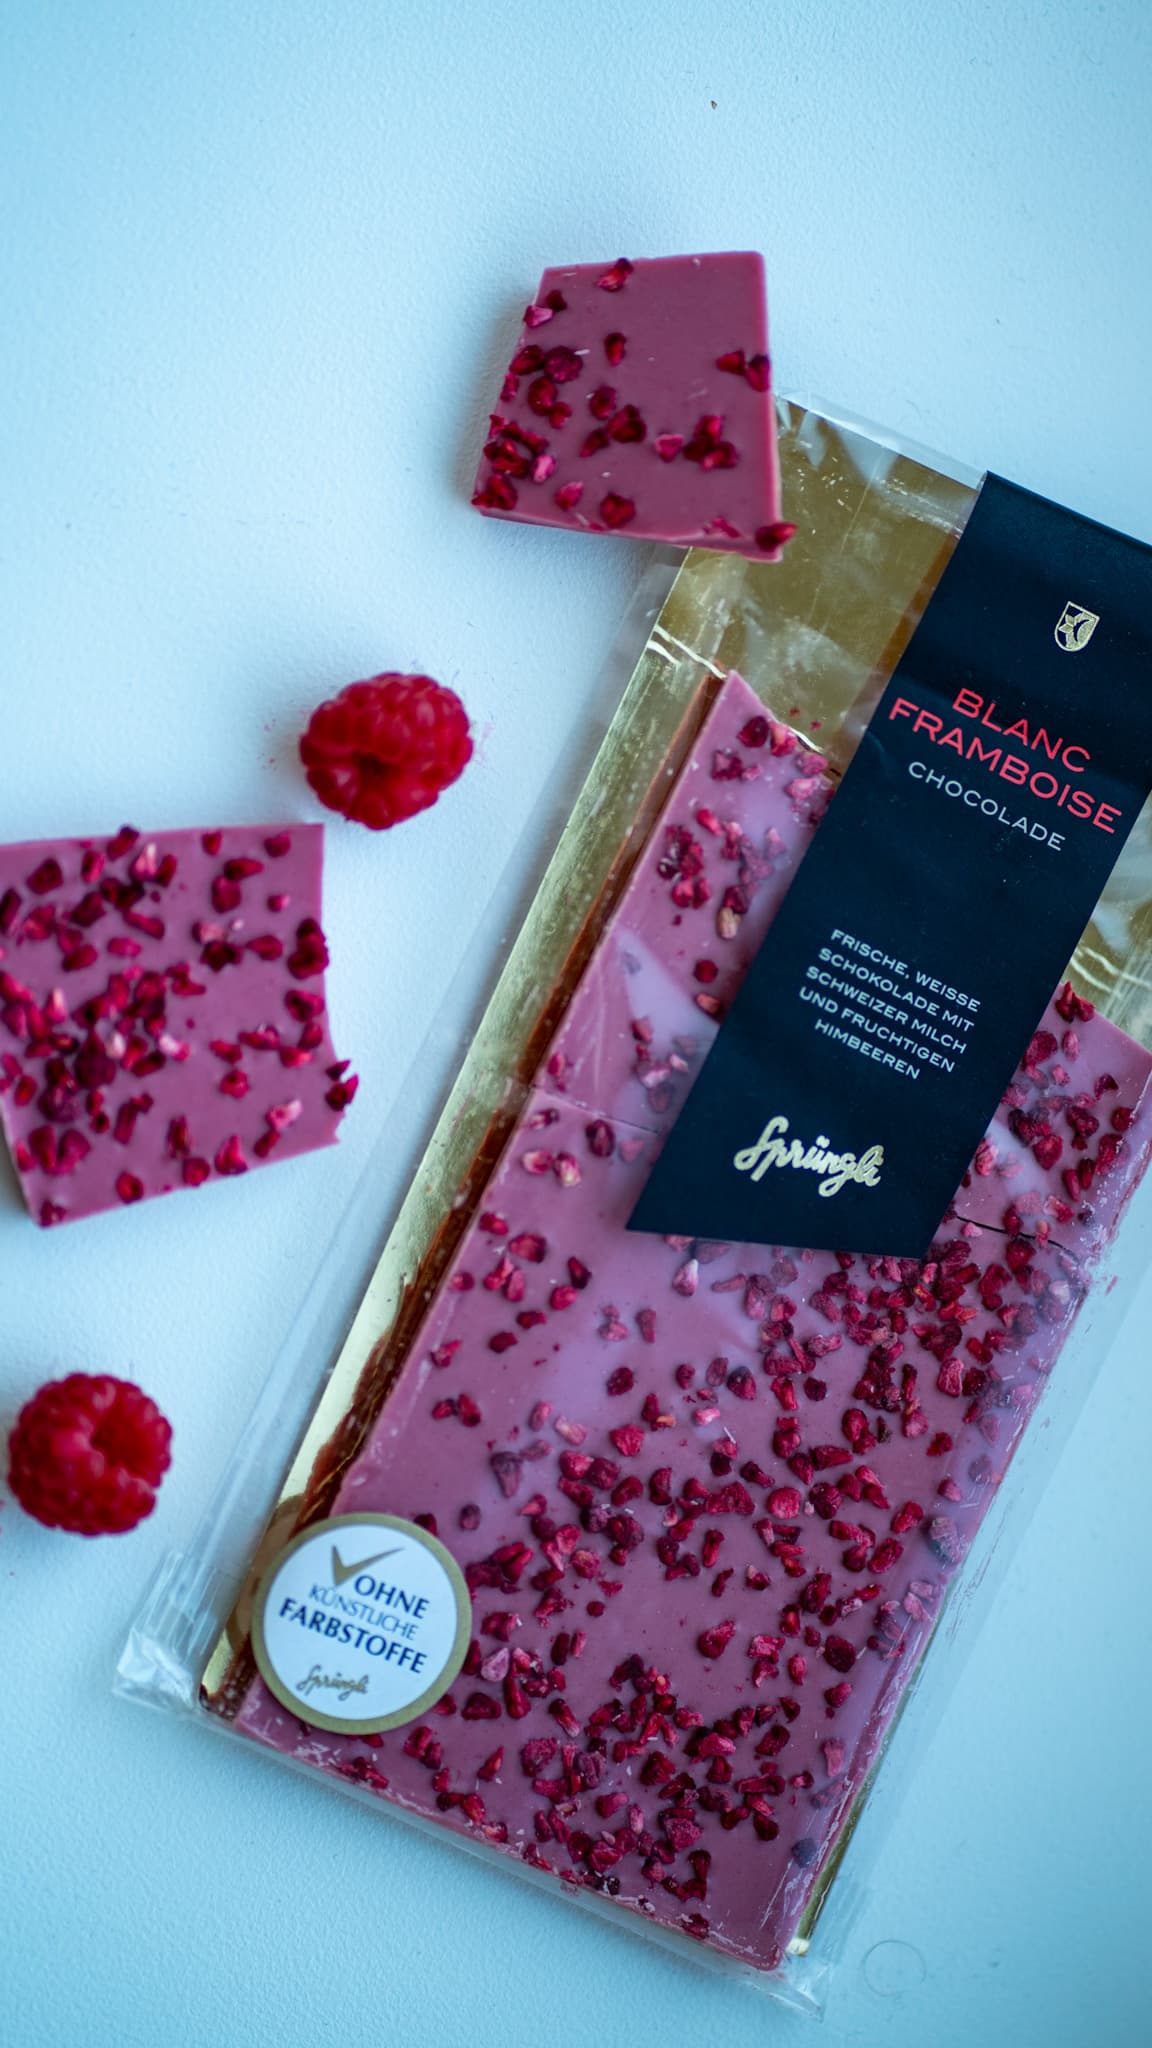 BLANC
FRAMBOISE
CHOCOLADE
FRISCHE, WEISSE
SCHOKOLADE MIT
SCHWEIZER MILCH
UND FRUCHTIGEN
HIMBEEREN
Sprüngli
OHNE
KÜNSTLICHE
FARBSTOFFE
Sprüngli